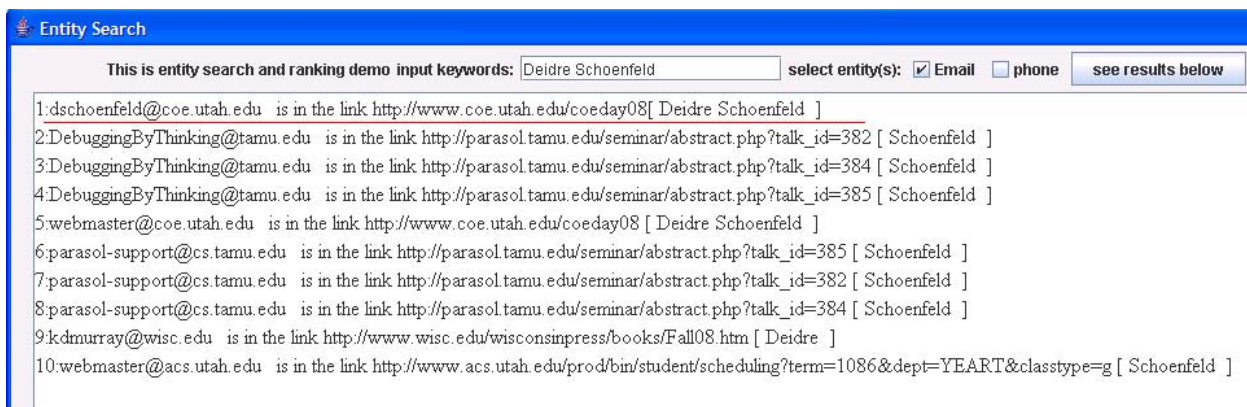 Entity Search
This is entity search and ranking demo input keywords: Deidre Schoenfeld select entity(s): Email phone see results below
1:dschoenfeld@coe.utah.edu is in the link http://www.coe.utah.edu/coeday08[ Deidre Schoenfeld ]
2:DebuggingByThinking@tamu.edu is in the link http://parasol.tamu.edu/seminar/abstract.php?talk_id=382 [ Schoenfeld ]
3:DebuggingByThinking@tamu.edu is in the link http://parasol.tamu.edu/seminar/abstract.php?talk_id=384 [ Schoenfeld ]
4:DebuggingByThinking@tamu.edu is in the link http://parasol.tamu.edu/seminar/abstract.php?talk_id=385 [ Schoenfeld ]
5:webmaster@coe.utah.edu is in the link http://www.coe.utah.edu/coeday08 [ Deidre Schoenfeld ]
6:parasol-support@cs.tamu.edu is in the link http://parasol.tamu.edu/seminar/abstract.php?talk_id=385 [ Schoenfeld ]
7:parasol-support@cs.tamu.edu is in the link http://parasol.tamu.edu/seminar/abstract.php?talk_id=382 [ Schoenfeld ]
8:parasol-support@cs.tamu.edu is in the link http://parasol.tamu.edu/seminar/abstract.php?talk_id=384 [ Schoenfeld ]
9:kdmurray@wisc.edu is in the link http://www.wisc.edu/wisconsinpress/books/Fall08.htm [ Deidre ]
10:webmaster@acs.utah.edu is in the link http://www.acs.utah.edu/prod/bin/student/scheduling?term=1086&dept=YEART&classtype=g [ Schoenfeld ]